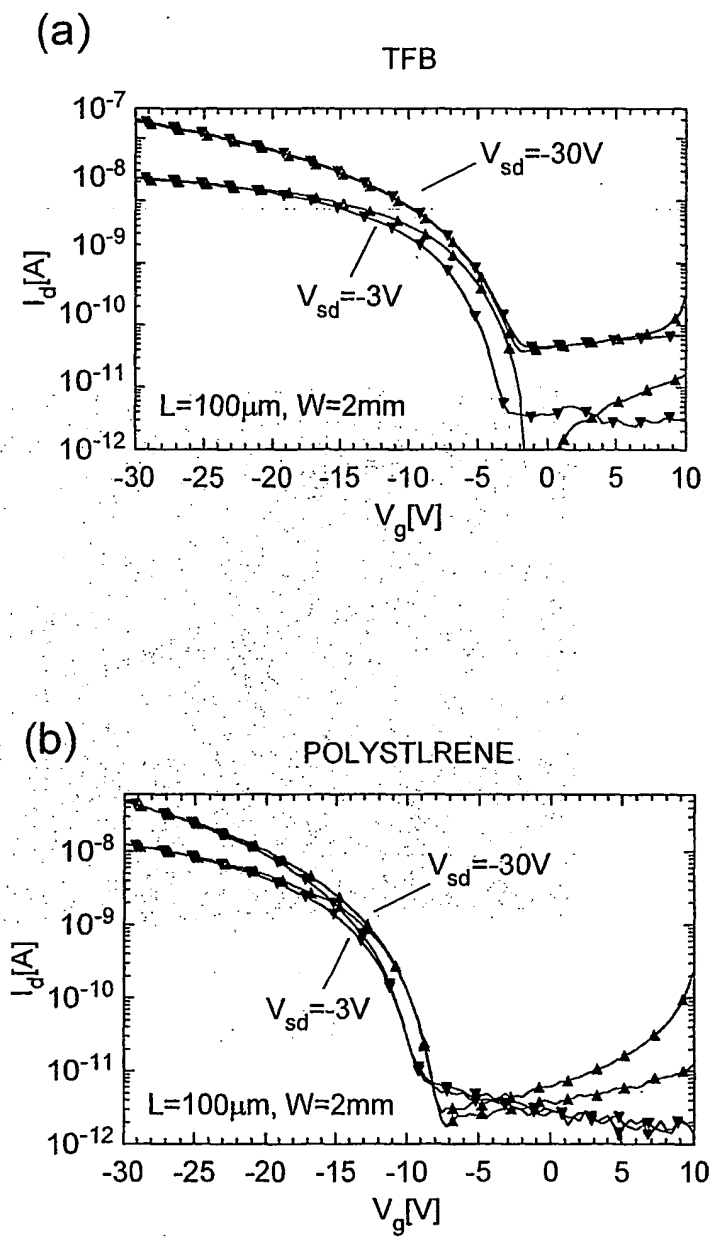 (a)
TFB
10-7
10-8
10-9
10-10
10-11
10-12
Id[A]
Vsd=-30V
Vsd=-3V
L=100μm, W=2mm
-30 -25 -20 -15 -10 -5 0 5 10
Vg[V]
(b)
POLYSTLRENE
10-8
10-9
10-10
10-11
10-12
Id[A]
Vsd=-30V
Vsd=-3V
L=100μm, W=2mm
-30 -25 -20 -15 -10 -5 0 5 10
Vg[V]